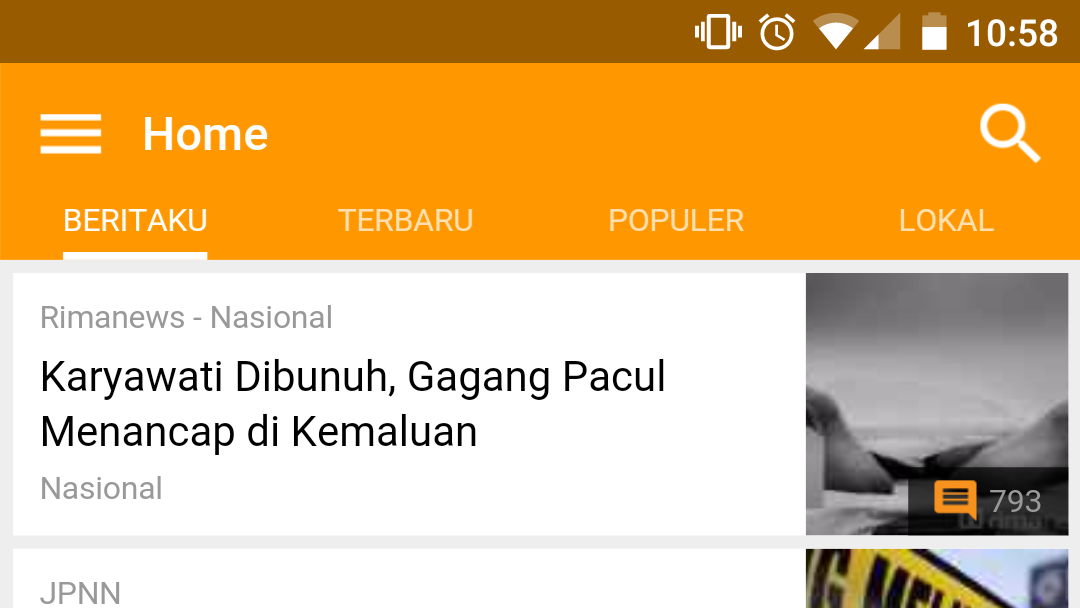 10:58
Home
BERITAKU TERBARU POPULER LOKAL
Rimanews - Nasional
Karyawati Dibunuh, Gagang Pacul
Menancap di Kemaluan
Nasional
793
JPNN